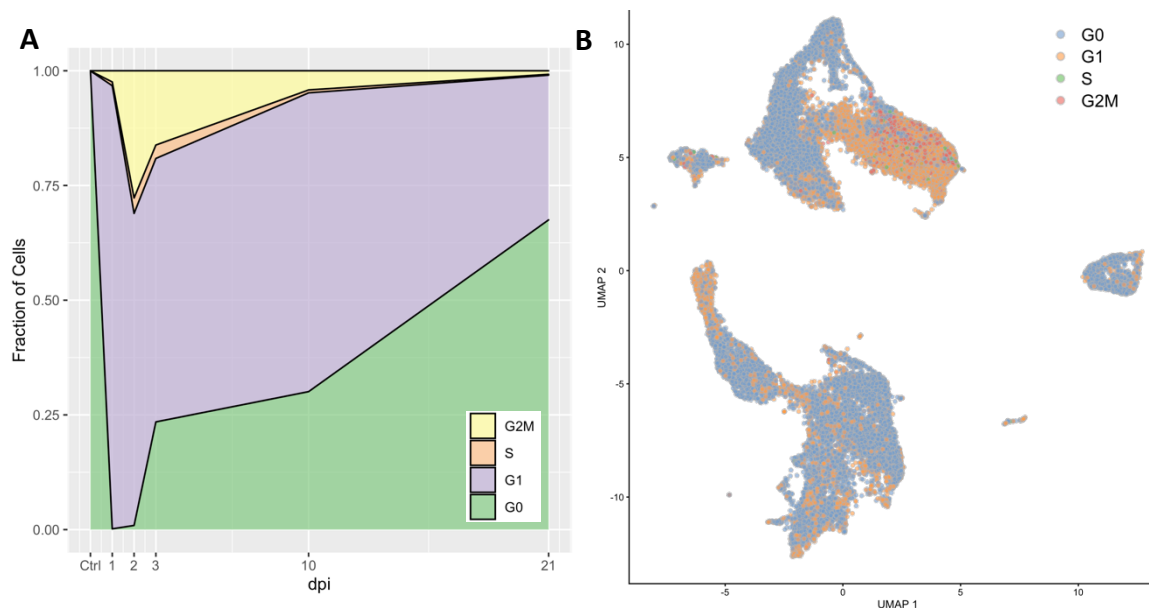 A
1.00
0.75
0.50
0.25
0.00
Fraction of Cells
G2M
S
G1
G0
Ctrl 1 2 3 10 21
dpi
B
G0
G1
S
G2M
10
5
0
-5
-10
UMAP 2
-5 0 5 10
UMAP 1